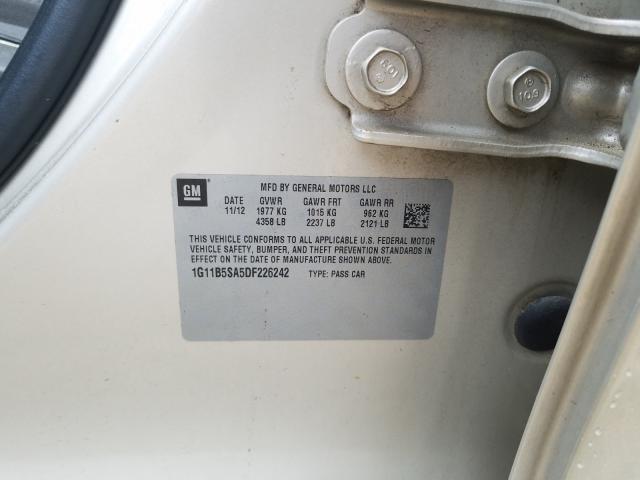 10.9
10.9
GM
MFD BY GENERAL MOTORS LLC
DATE GVWR GAWR FRT GAWR RR
11/12 1977 KG 1015 KG 962 KG
4358 LB 2237 LB 2121 LB
THIS VEHICLE CONFORMS TO ALL APPLICABLE U.S. FEDERAL MOTOR
VEHICLE SAFETY, BUMPER, AND THEFT PREVENTION STANDARDS IN
EFFECT ON THE DATE OF MANUFACTURE SHOWN ABOVE.
1G11B5SA5DF226242 TYPE: PASS CAR